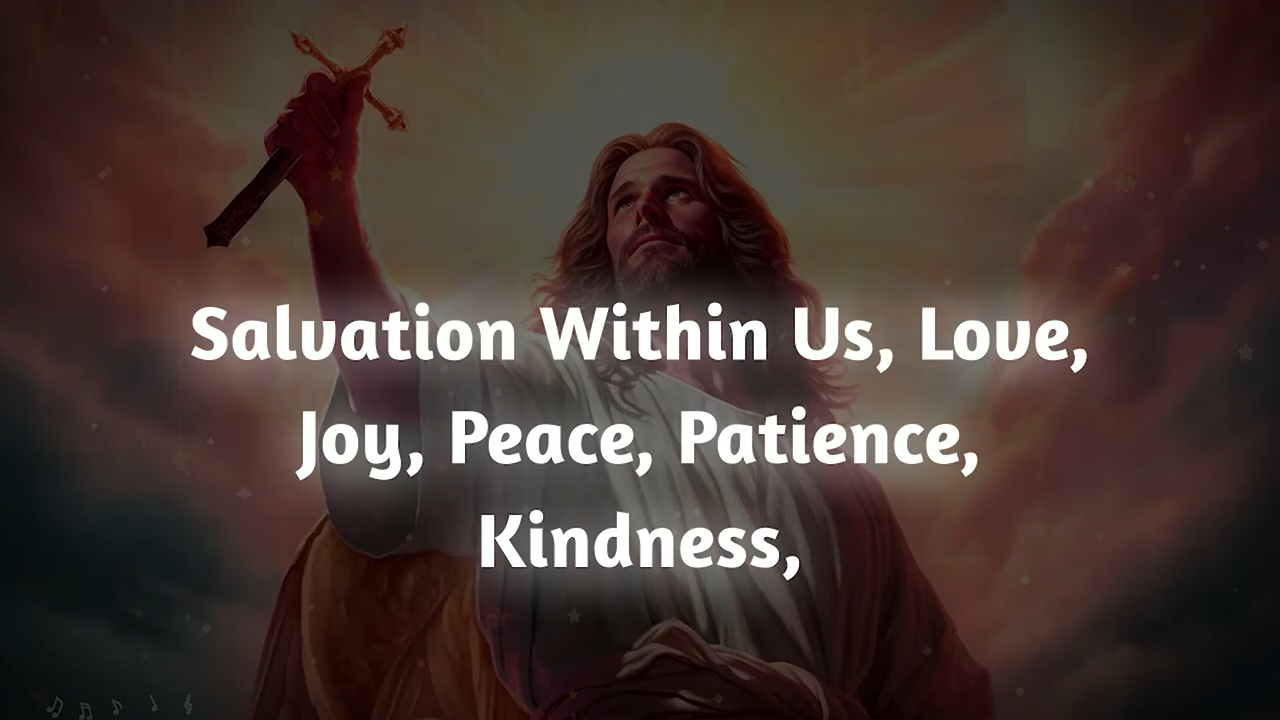 Salvation Within Us, Love,
Joy, Peace, Patience,
Kindness,